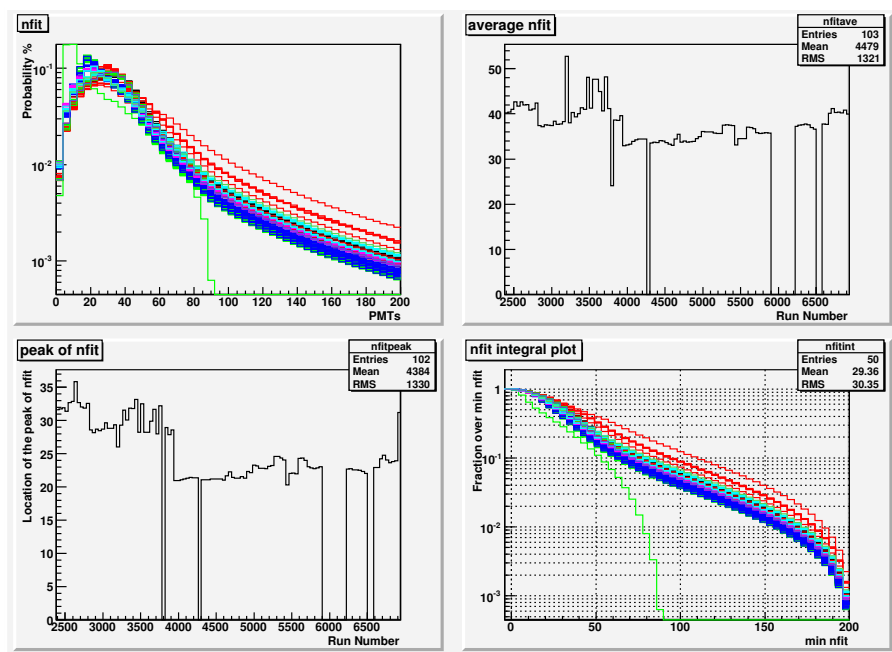 nfit
Probability %
10-1
10-2
10-3
0 20 40 60 80 100 120 140 160 180 200
PMTs
average nfit
nfitave
Entries 103
Mean 4479
RMS 1321
50
40
30
20
10
0
2500 3000 3500 4000 4500 5000 5500 6000 6500
Run Number
peak of nfit
nfitpeak
Entries 102
Mean 4384
RMS 1330
Location of the peak of nfit
35
30
25
20
15
10
5
0
2500 3000 3500 4000 4500 5000 5500 6000 6500
Run Number
nfit integral plot
nfitint
Entries 50
Mean 29.36
RMS 30.35
Fraction over min nfit
1
10-1
10-2
10-3
0 50 100 150 200
min nfit